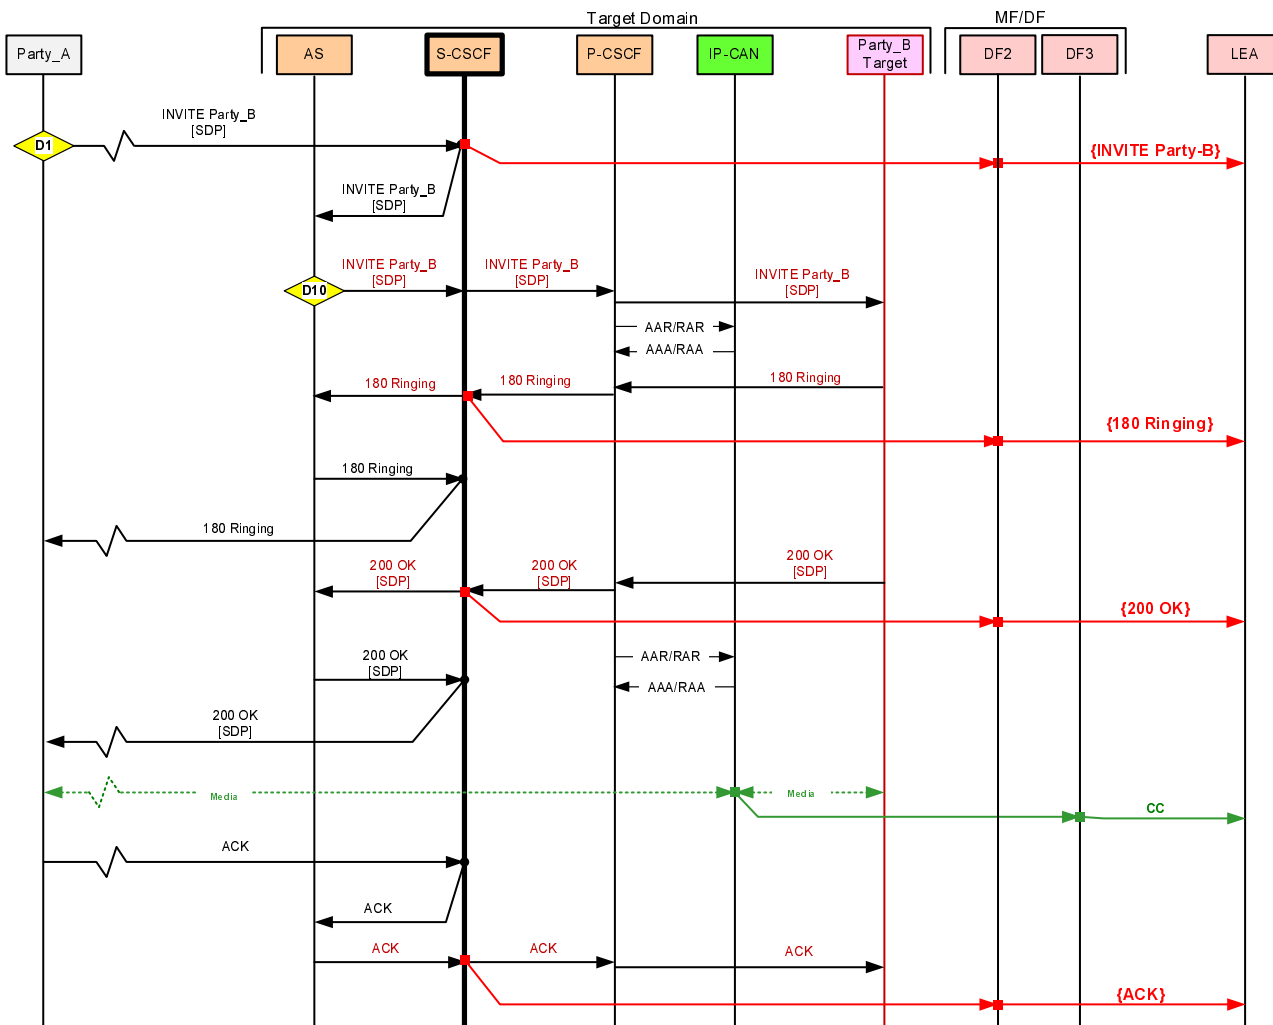 Target Domain
MF/DF
Party_A
AS
S-CSCF
P-CSCF
IP-CAN
Party_B
Target
DF2
DF3
LEA
INVITE Party_B
[SDP]
D1
{INVITE Party-B}
INVITE Party_B
[SDP]
INVITE Party_B
[SDP]
INVITE Party_B
[SDP]
INVITE Party_B
[SDP]
D10
AAR/RAR
AAA/RAA
180 Ringing
180 Ringing
180 Ringing
{180 Ringing}
180 Ringing
180 Ringing
200 OK
[SDP]
200 OK
[SDP]
200 OK
[SDP]
{200 OK}
200 OK
[SDP]
AAR/RAR
AAA/RAA
200 OK
[SDP]
Media
Media
CC
ACK
ACK
ACK
ACK
ACK
{ACK}